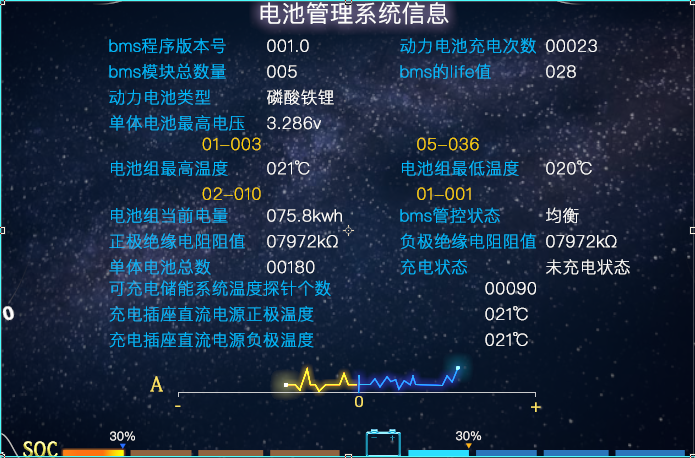 电池管理系统信息
bms程序版本号 001.0 动力电池充电次数 00023
bms模块总数量 005 bms的life值 028
动力电池类型 磷酸铁锂
单体电池最高电压 3.286v
01-003 05-036
电池组最高温度 021℃ 电池组最低温度 020℃
02-010 01-001
电池组当前电量 075.8kwh bms管控状态 均衡
正极绝缘电阻阻值 07972kΩ 负极绝缘电阻阻值 07972kΩ
单体电池总数 00180 充电状态 未充电状态
可充电储能系统温度探针个数 00090
充电插座直流电源正极温度 021℃
充电插座直流电源负极温度 021℃
0
A
- 0 +
30% 30%
SOC